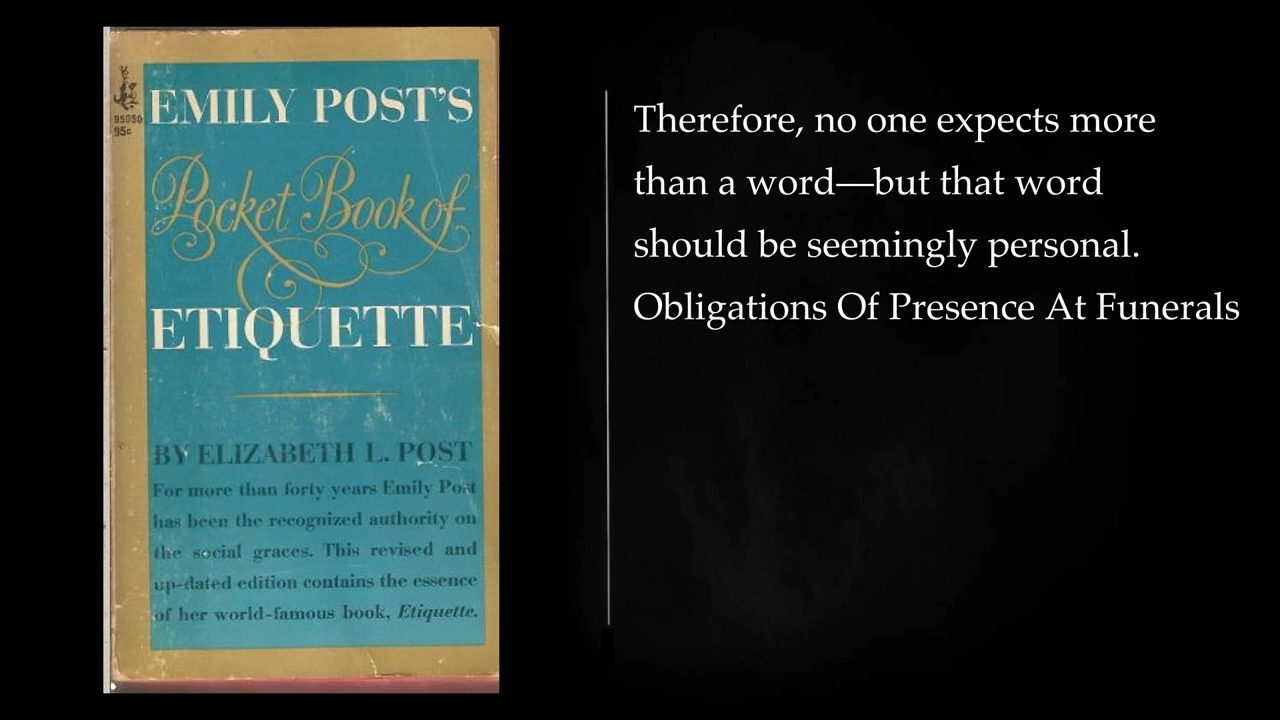 95050
95c
EMILY POST'S
Pocket Book of
ETIQUETTE
BY ELIZABETH L. POST
For more than forty years Emily Post
has been the recognized authority on
the social graces. This revised and
up-dated edition contains the essence
of her world-famous book, Etiquette.
Therefore, no one expects more
than a word—but that word
should be seemingly personal.
Obligations Of Presence At Funerals